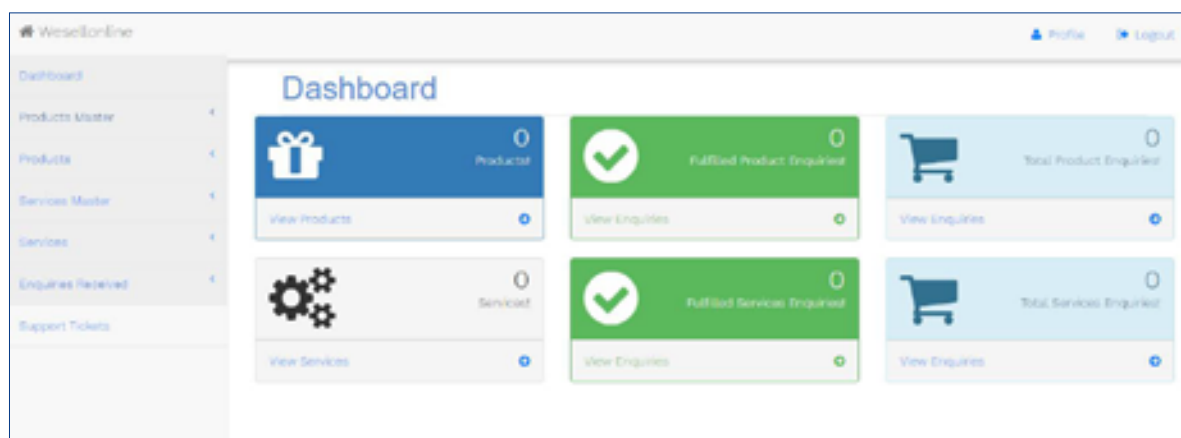 Wesellonline
Profile Logout
Dashboard
Products Master
Products
Services Master
Services
Enquires Received
Support Tickets
Dashboard
0
Products!
View Products
0
Fulfilled Product Enquiries!
View Enquiries
0
Total Product Enquiries!
View Enquiries
0
Services!
View Services
0
Fulfilled Services Enquiries!
View Enquiries
0
Total Services Enquiries!
View Enquiries